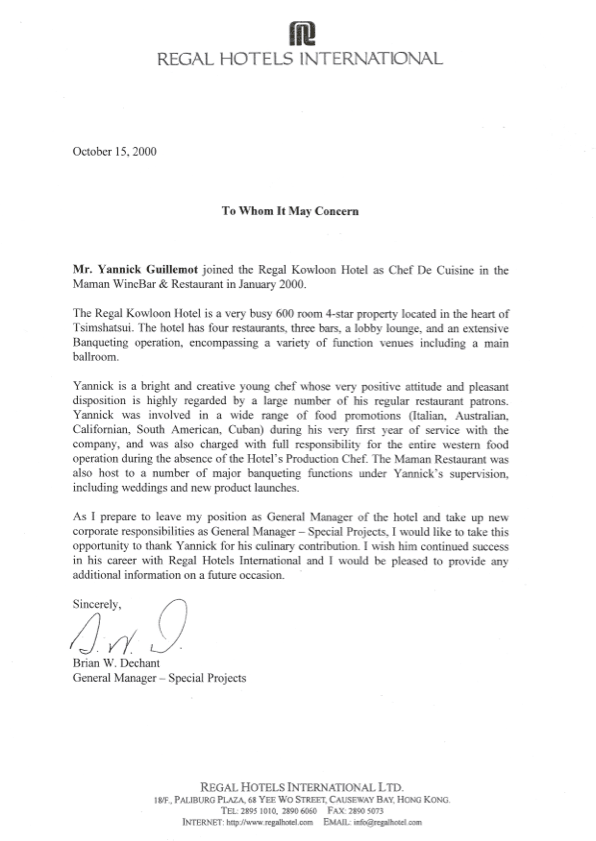 REGAL HOTELS INTERNATIONAL
October 15, 2000
To Whom It May Concern
Mr. Yannick Guillemot joined the Regal Kowloon Hotel as Chef De Cuisine in the
Maman WineBar & Restaurant in January 2000.
The Regal Kowloon Hotel is a very busy 600 room 4-star property located in the heart of
Tsimshatsui. The hotel has four restaurants, three bars, a lobby lounge, and an extensive
Banqueting operation, encompassing a variety of function venues including a main
ballroom.
Yannick is a bright and creative young chef whose very positive attitude and pleasant
disposition is highly regarded by a large number of his regular restaurant patrons.
Yannick was involved in a wide range of food promotions (Italian, Australian,
Californian, South American, Cuban) during his very first year of service with the
company, and was also charged with full responsibility for the entire western food
operation during the absence of the Hotel's Production Chef. The Maman Restaurant was
also host to a number of major banqueting functions under Yannick's supervision,
including weddings and new product launches.
As I prepare to leave my position as General Manager of the hotel and take up new
corporate responsibilities as General Manager – Special Projects, I would like to take this
opportunity to thank Yannick for his culinary contribution. I wish him continued success
in his career with Regal Hotels International and I would be pleased to provide any
additional information on a future occasion.
Sincerely,
Brian W. Dechant
General Manager – Special Projects
REGAL HOTELS INTERNATIONAL LTD.
18/F., PALIBURG PLAZA, 68 YEE WO STREET, CAUSEWAY BAY, HONG KONG.
TEL: 2895 1010, 2890 6060 FAX: 2890 5073
INTERNET: http://www.regalhotel.com EMAIL: info@regalhotel.com